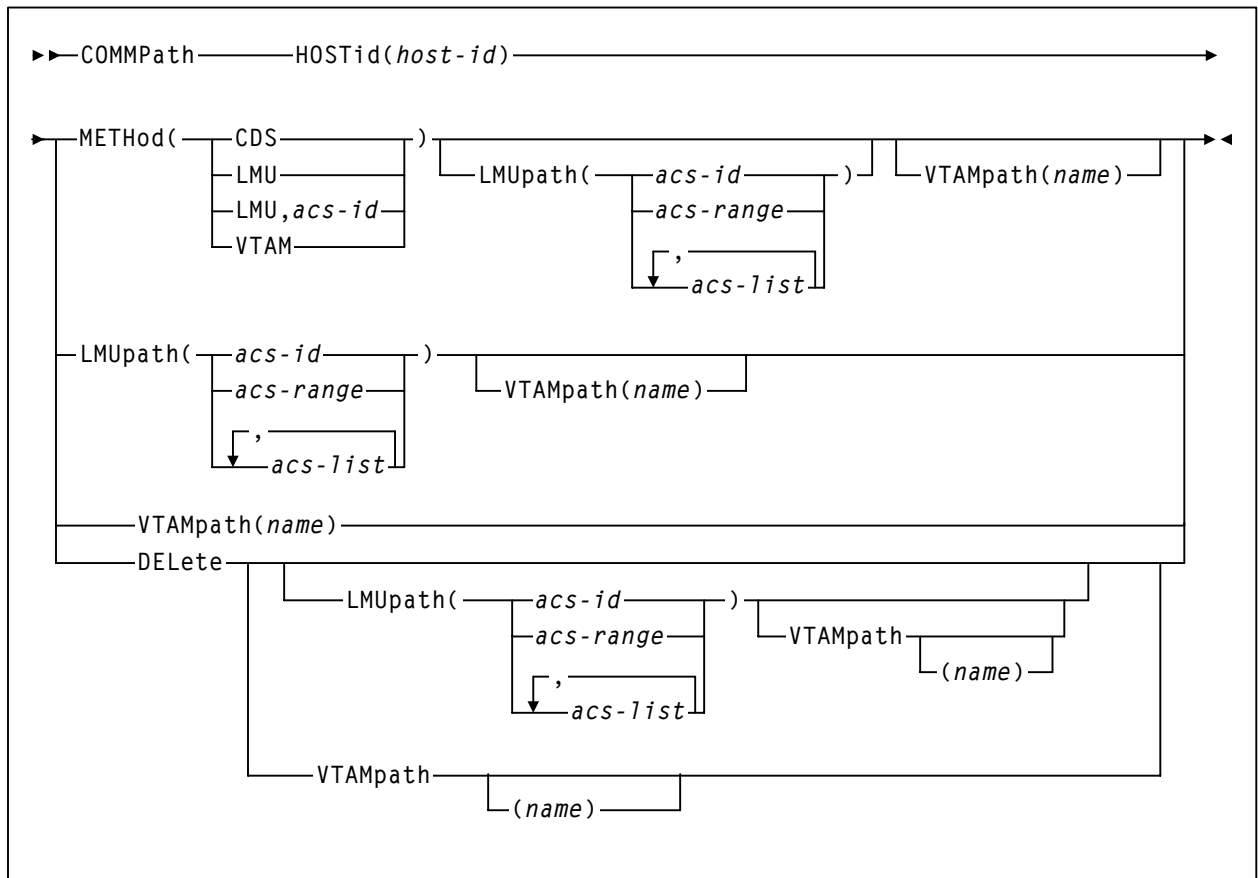 COMMPath HOSTid(host-id)
METHod( CDS )
LMU LMUpath( acs-id ) VTAMpath(name)
LMU,acs-id acs-range
VTAM ,
acs-list
LMUpath( acs-id )
acs-range VTAMpath(name)
,
acs-list
VTAMpath(name)
DELete
LMUpath( acs-id )
acs-range VTAMpath
, (name)
acs-list
VTAMpath
(name)